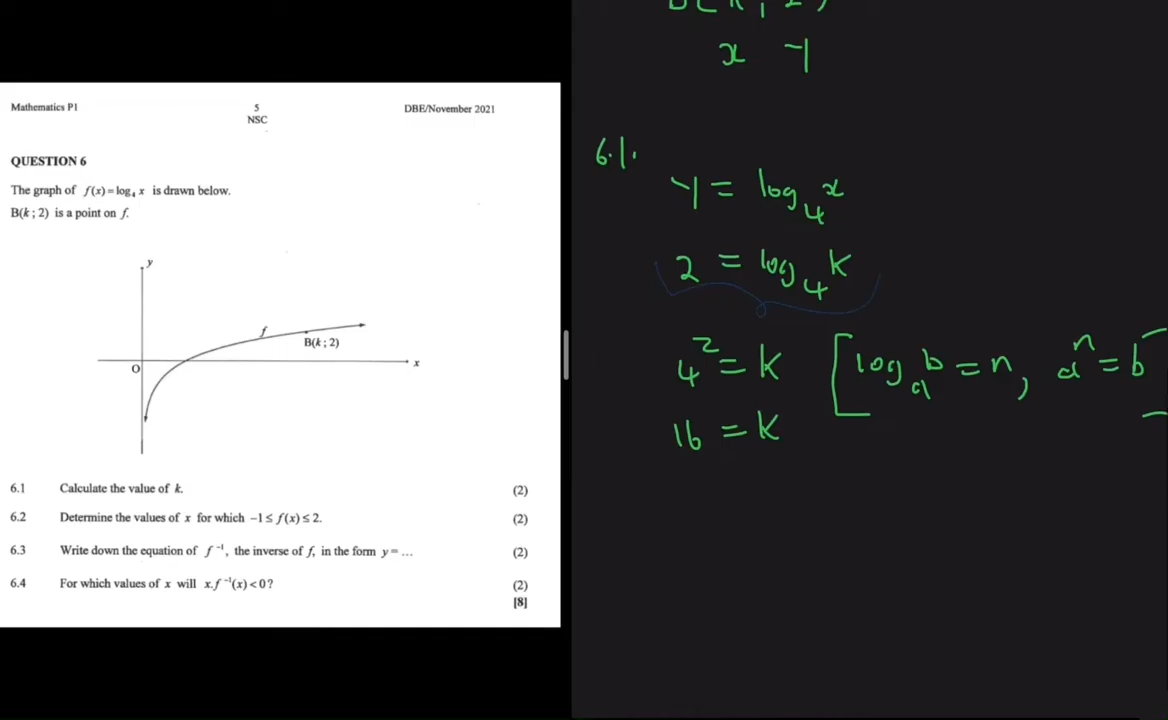 Mathematics P1
5
NSC
DBE/November 2021
QUESTION 6
The graph of f(x) = log₄ x is drawn below.
B(k ; 2) is a point on f.
y
f
B(k ; 2)
O
x
6.1 Calculate the value of k. (2)
6.2 Determine the values of x for which −1 ≤ f(x) ≤ 2. (2)
6.3 Write down the equation of f⁻¹, the inverse of f, in the form y = ... (2)
6.4 For which values of x will x.f⁻¹(x) < 0? (2)
[8]
x y
6.1.
y = log₄ x
2 = log₄ k
4² = k [log_a b = n, a^n = b]
16 = k